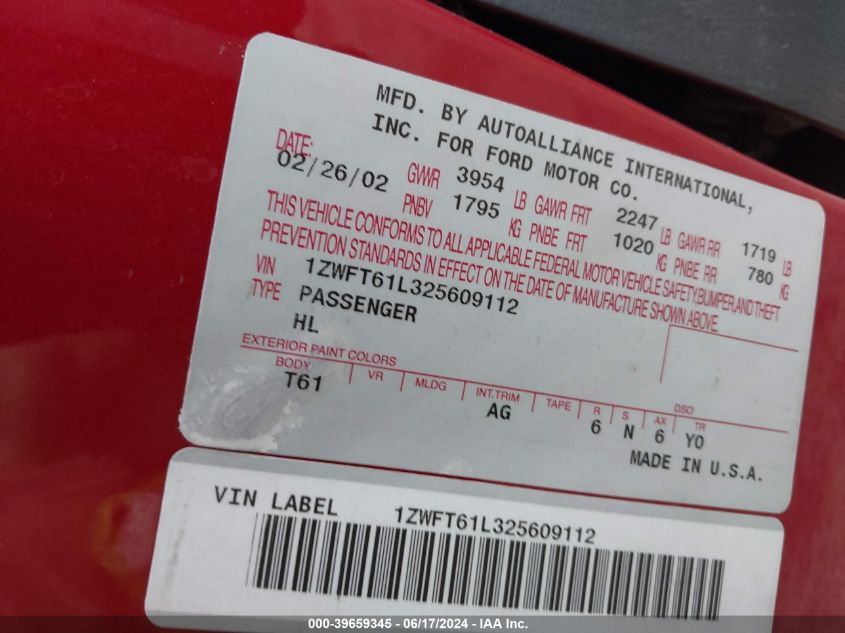 MFD. BY AUTOALLIANCE INTERNATIONAL,
INC. FOR FORD MOTOR CO.
DATE: 02/26/02 GVWR 3954 LB GAWR FRT 2247 LB GAWR RR 1719 LB
PNBV 1795 KG PNBE FRT 1020 KG PNBE RR 780 KG
THIS VEHICLE CONFORMS TO ALL APPLICABLE FEDERAL MOTOR VEHICLE SAFETY,BUMPER,AND THEFT
PREVENTION STANDARDS IN EFFECT ON THE DATE OF MANUFACTURE SHOWN ABOVE.
VIN 1ZWFT61L325609112
TYPE PASSENGER
HL
EXTERIOR PAINT COLORS DSO
BODY VR MLDG INT.TRIM TAPE R S AX TR
T61 AG 6 N 6 Y0
MADE IN U.S.A.
VIN LABEL 1ZWFT61L325609112
000-39659345 - 06/17/2024 - IAA Inc.